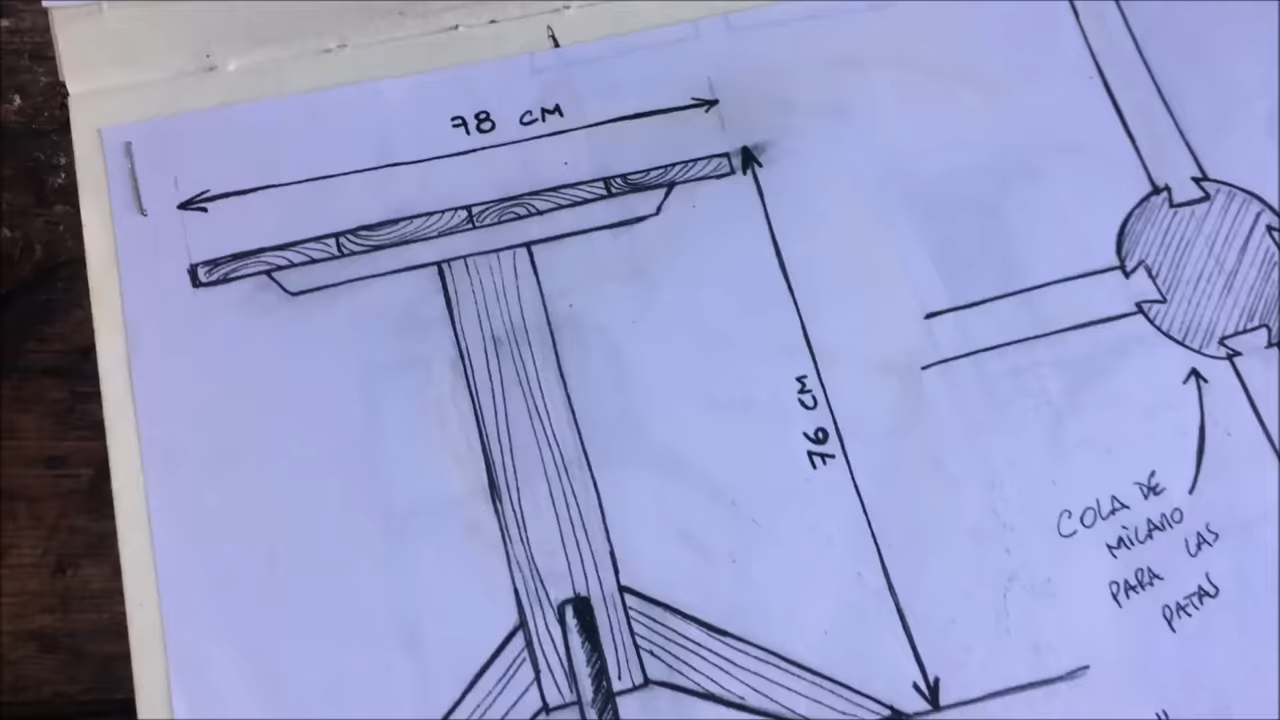 78 CM
76 CM
COLA DE
MILANO
PARA LAS
PATAS